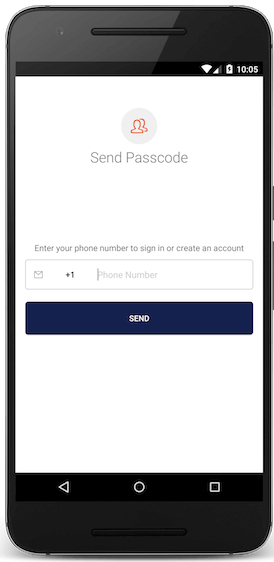 10:05
Send Passcode
Enter your phone number to sign in or create an account
+1 Phone Number
SEND